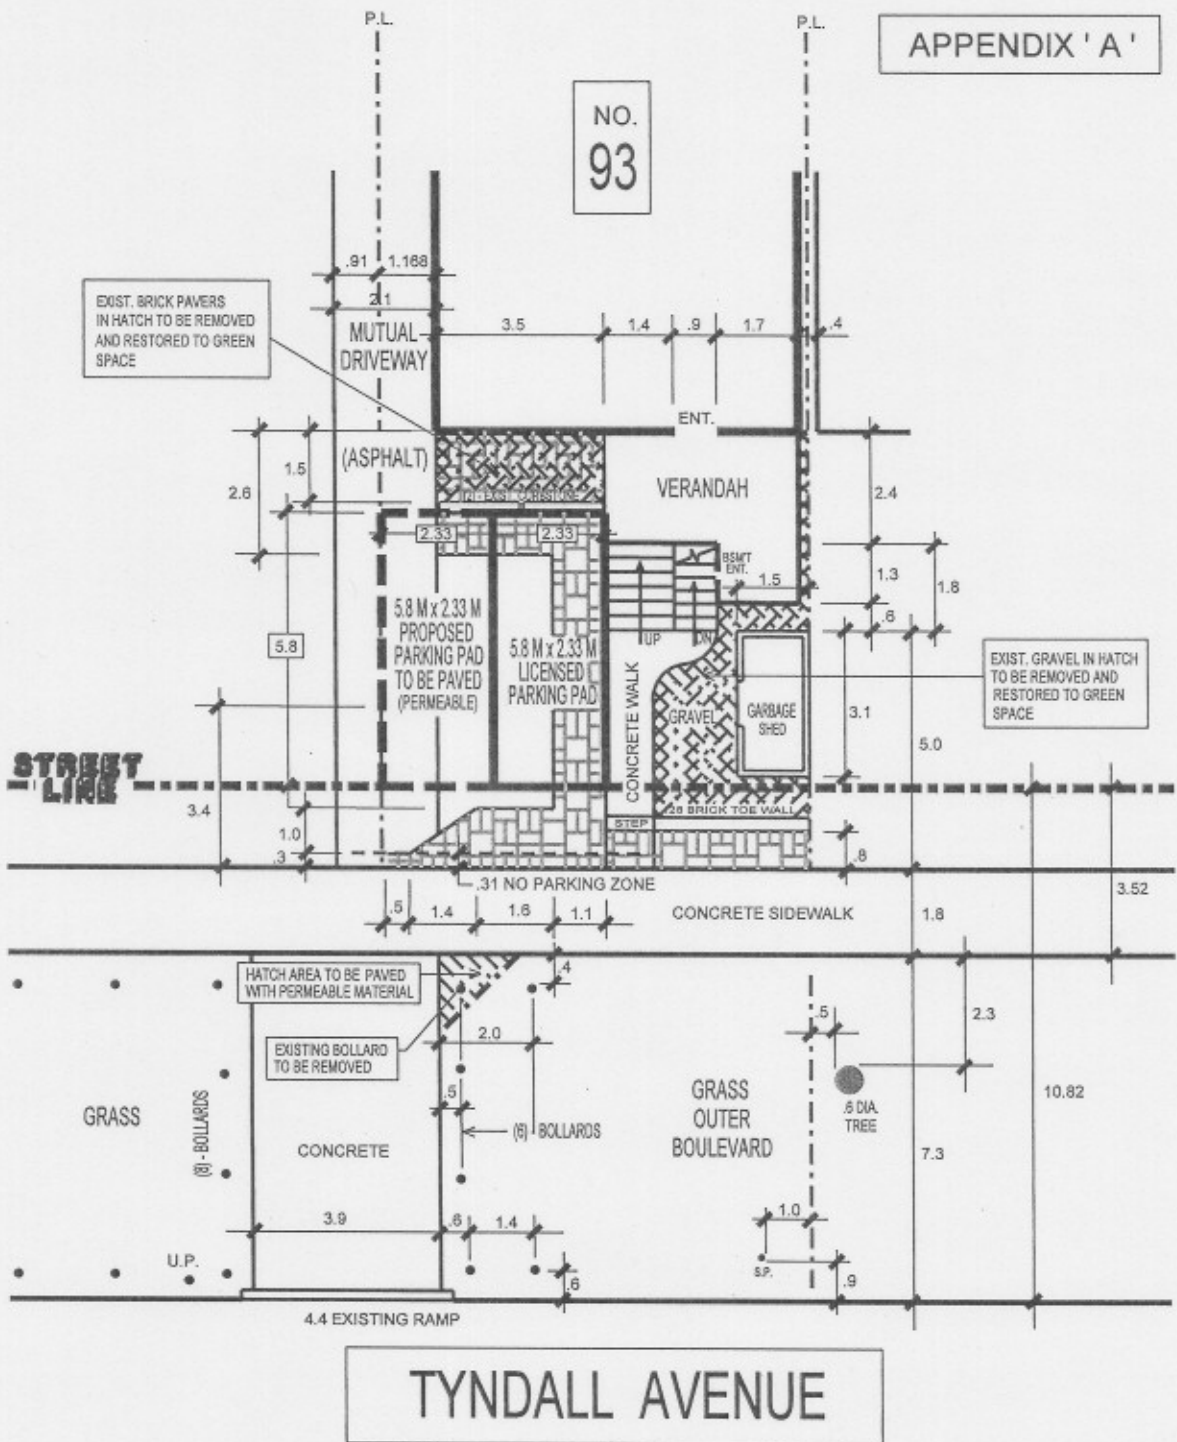 P.L.
P.L.
APPENDIX ' A '
NO.
93
.91
1.168
2.1
EXIST. BRICK PAVERS
IN HATCH TO BE REMOVED
AND RESTORED TO GREEN
SPACE
MUTUAL
DRIVEWAY
3.5
1.4
.9
1.7
.4
ENT.
(ASPHALT)
1.5
2.6
VERANDAH
2.4
2.33
2.33
BSM'T
ENT.
1.5
1.3
1.8
.6
5.8 M x 2.33 M
PROPOSED
PARKING PAD
TO BE PAVED
(PERMEABLE)
5.8 M x 2.33 M
LICENSED
PARKING PAD
5.8
UP
DN
EXIST. GRAVEL IN HATCH
TO BE REMOVED AND
RESTORED TO GREEN
SPACE
CONCRETE WALK
GRAVEL
GARBAGE
SHED
3.1
5.0
STREET
LINE
3.4
1.0
.3
.28 BRICK TOE WALL
STEP
.8
.31 NO PARKING ZONE
3.52
.5
1.4
1.6
1.1
CONCRETE SIDEWALK
1.8
HATCH AREA TO BE PAVED
WITH PERMEABLE MATERIAL
.4
2.0
.5
2.3
EXISTING BOLLARD
TO BE REMOVED
GRASS
(8) - BOLLARDS
.5
(6) - BOLLARDS
GRASS
OUTER
BOULEVARD
.6 DIA.
TREE
10.82
CONCRETE
7.3
3.9
.6
1.4
1.0
U.P.
S.P.
.6
.9
4.4 EXISTING RAMP
TYNDALL AVENUE